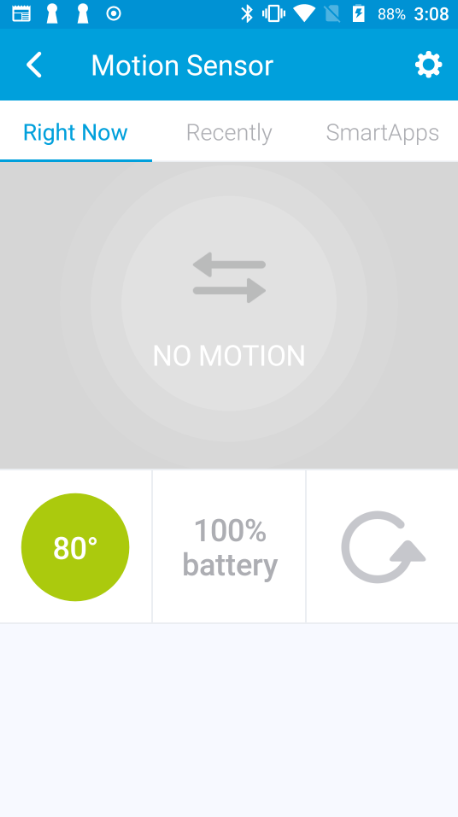 88% 3:08
Motion Sensor
Right Now Recently SmartApps
NO MOTION
80°
100%
battery